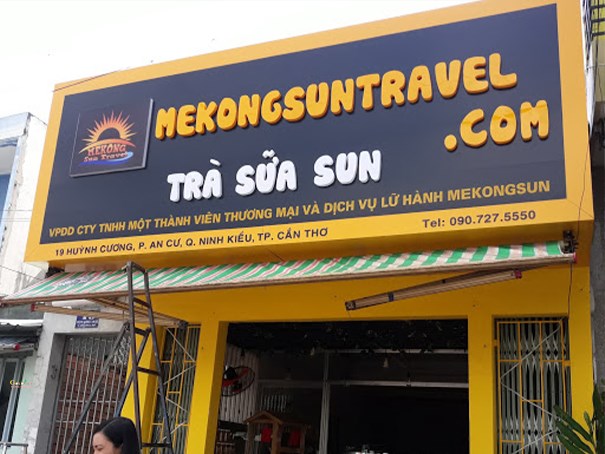 MEKONGSUNTRAVEL
.COM
MEKONG
Sun Travel
TRÀ SỮA SUN
VPDD CTY TNHH MỘT THÀNH VIÊN THƯƠNG MẠI VÀ DỊCH VỤ LỮ HÀNH MEKONGSUN
19 HUỲNH CƯƠNG, P. AN CƯ, Q. NINH KIỀU, TP. CẦN THƠ
Tel: 090.727.5550